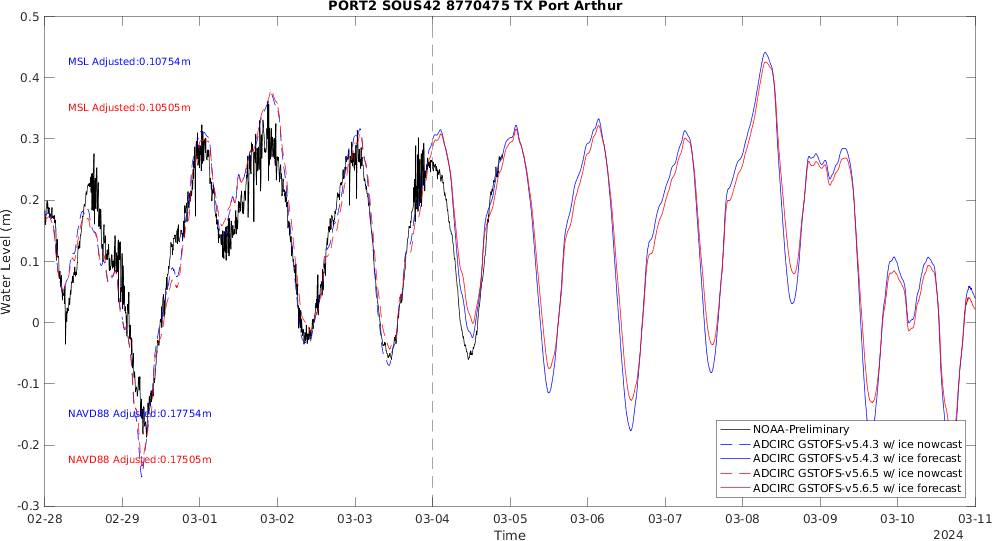 PORT2 SOUS42 8770475 TX Port Arthur
0.5
0.4
0.3
0.2
0.1
0
-0.1
-0.2
-0.3
Water Level (m)
MSL Adjusted:0.10754m
MSL Adjusted:0.10505m
NAVD88 Adjusted:0.17754m
NAVD88 Adjusted:0.17505m
NOAA-Preliminary
ADCIRC GSTOFS-v5.4.3 w/ ice nowcast
ADCIRC GSTOFS-v5.4.3 w/ ice forecast
ADCIRC GSTOFS-v5.6.5 w/ ice nowcast
ADCIRC GSTOFS-v5.6.5 w/ ice forecast
02-28 02-29 03-01 03-02 03-03 03-04 03-05 03-06 03-07 03-08 03-09 03-10 03-11
Time
2024